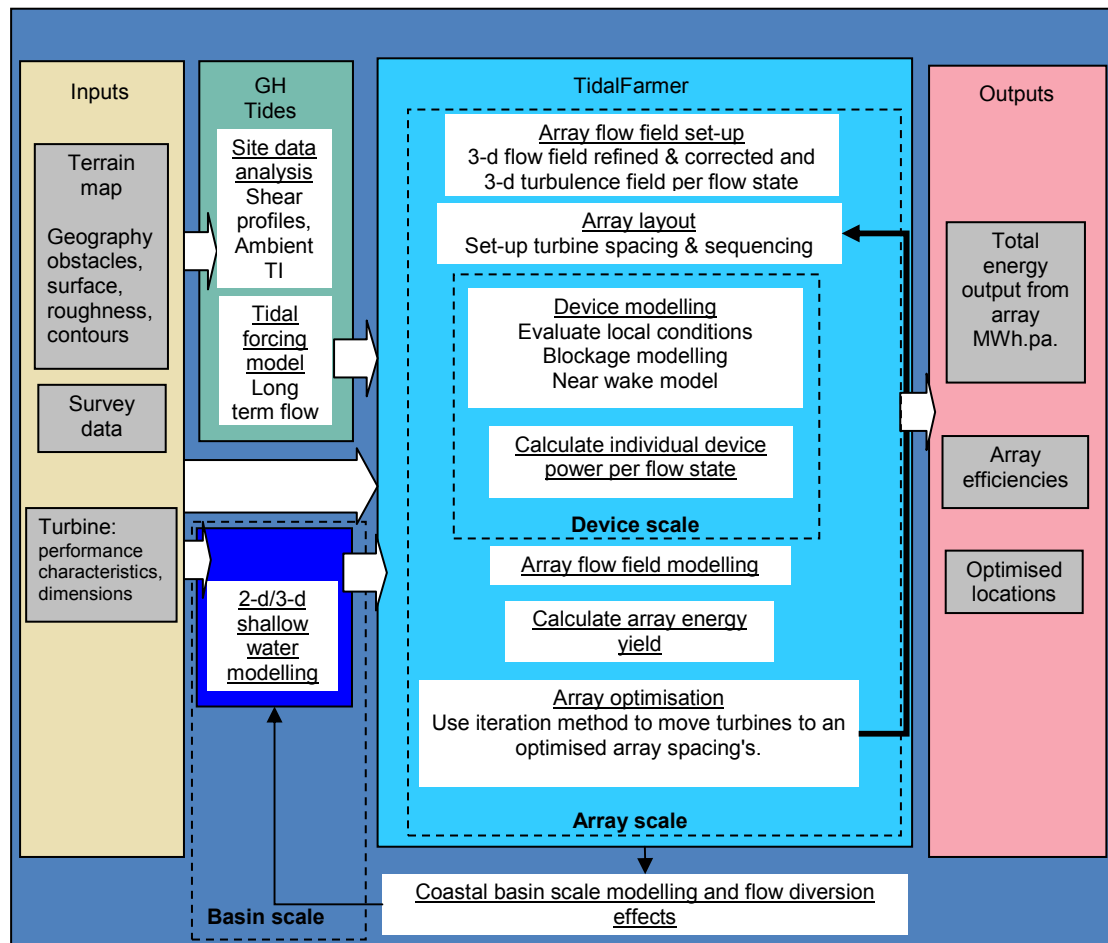 Inputs
Terrain
map
Geography
obstacles,
surface,
roughness,
contours
Survey
data
Turbine:
performance
characteristics,
dimensions
GH
Tides
Site data
analysis
Shear
profiles,
Ambient
TI
Tidal
forcing
model
Long
term flow
2-d/3-d
shallow
water
modelling
Basin scale
TidalFarmer
Array flow field set-up
3-d flow field refined & corrected and
3-d turbulence field per flow state
Array layout
Set-up turbine spacing & sequencing
Device modelling
Evaluate local conditions
Blockage modelling
Near wake model
Calculate individual device
power per flow state
Device scale
Array flow field modelling
Calculate array energy
yield
Array optimisation
Use iteration method to move turbines to an
optimised array spacing's.
Array scale
Coastal basin scale modelling and flow diversion
effects
Outputs
Total
energy
output from
array
MWh.pa.
Array
efficiencies
Optimised
locations